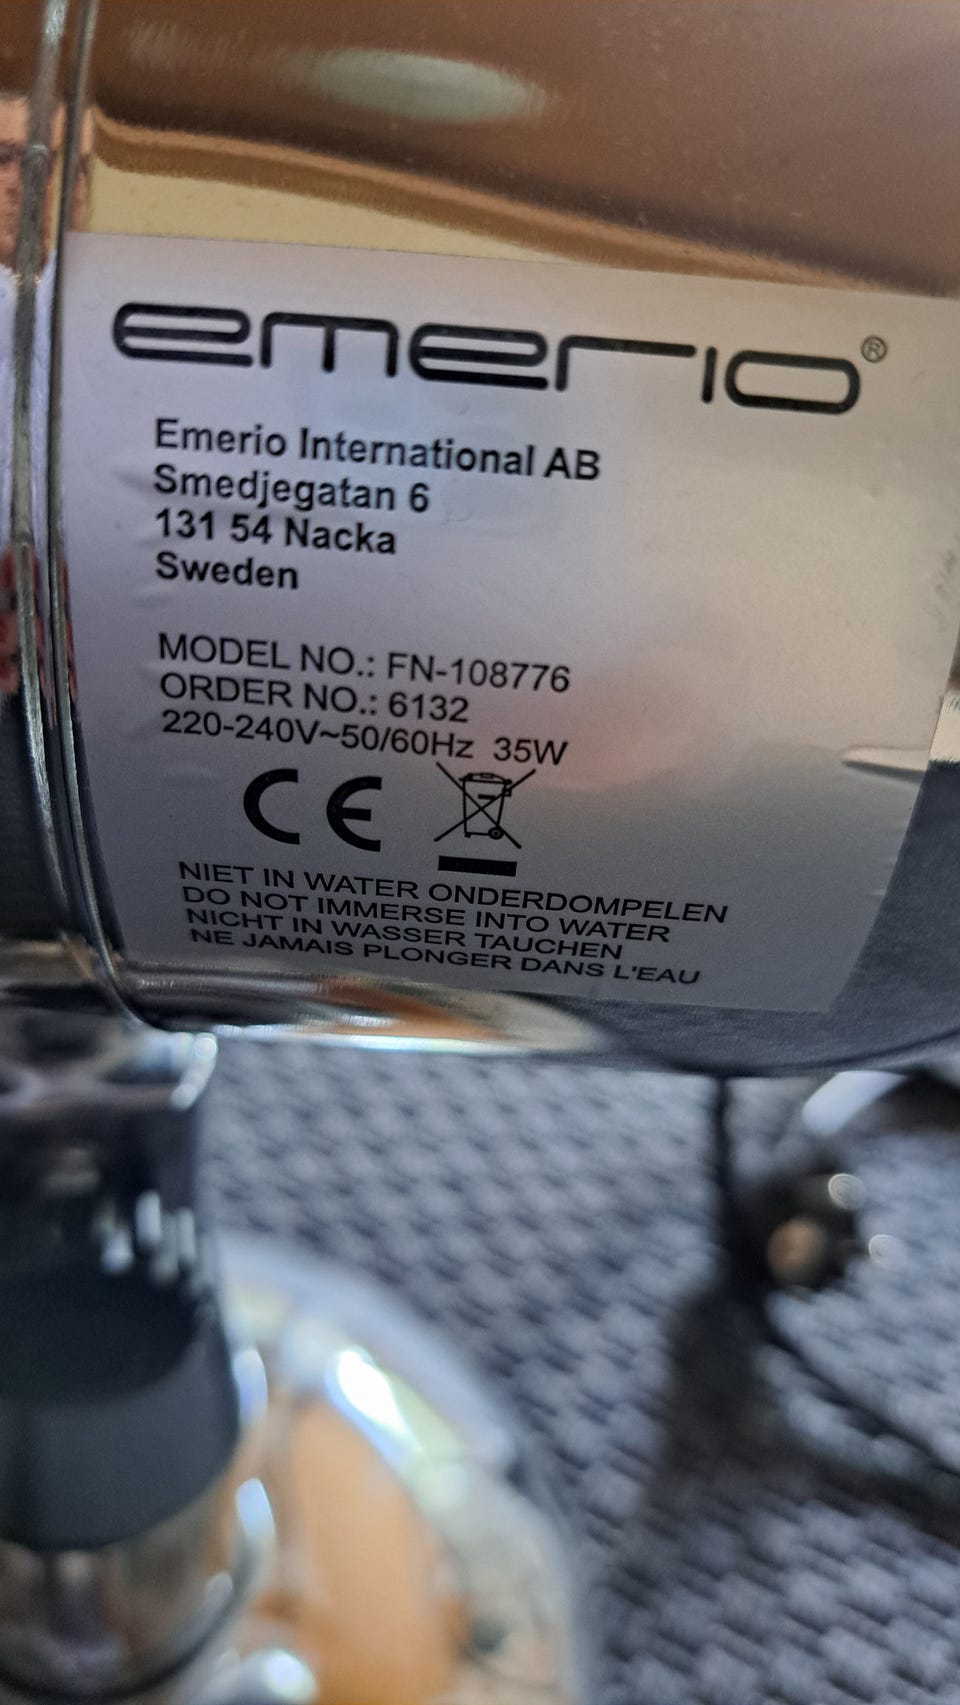 emerio®
Emerio International AB
Smedjegatan 6
131 54 Nacka
Sweden
MODEL NO.: FN-108776
ORDER NO.: 6132
220-240V~50/60Hz 35W
CE
NIET IN WATER ONDERDOMPELEN
DO NOT IMMERSE INTO WATER
NICHT IN WASSER TAUCHEN
NE JAMAIS PLONGER DANS L'EAU